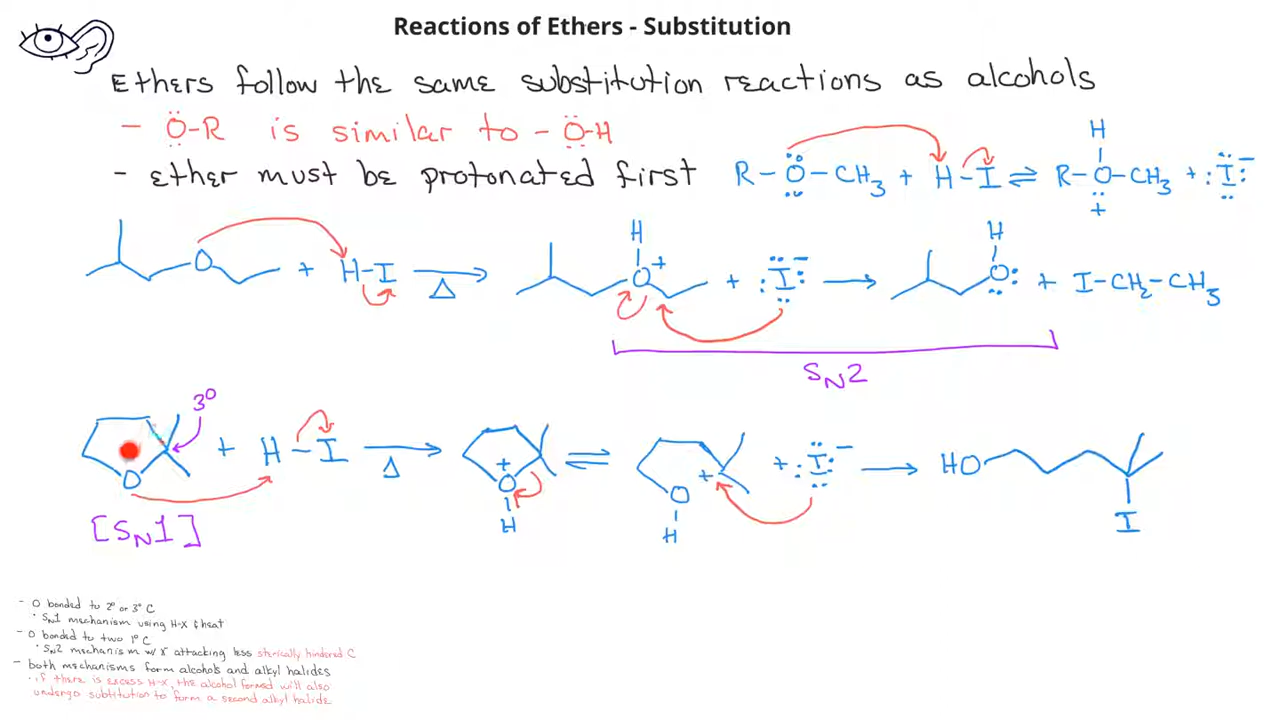 Reactions of Ethers - Substitution
Ethers follow the same substitution reactions as alcohols
- Ö-R is similar to -Ö-H
- ether must be protonated first
R-O-CH3 + H-I ⇌ R-O-CH3 + :I:-
H
+
O + H-I
Δ
H
O+ + :I:-
H
O: + I-CH2-CH3
SN2
3°
O + H-I
Δ
+
O
H
+
O
H
+ :I:-
HO
I
[SN1]
- O bonded to 2° or 3° C
• SN1 mechanism using H-X & heat
- O bonded to two 1° C
• SN2 mechanism w/ X- attacking less sterically hindered C
- both mechanisms form alcohols and alkyl halides
• if there is excess H-X, the alcohol formed will also
undergo substitution to form a second alkyl halide